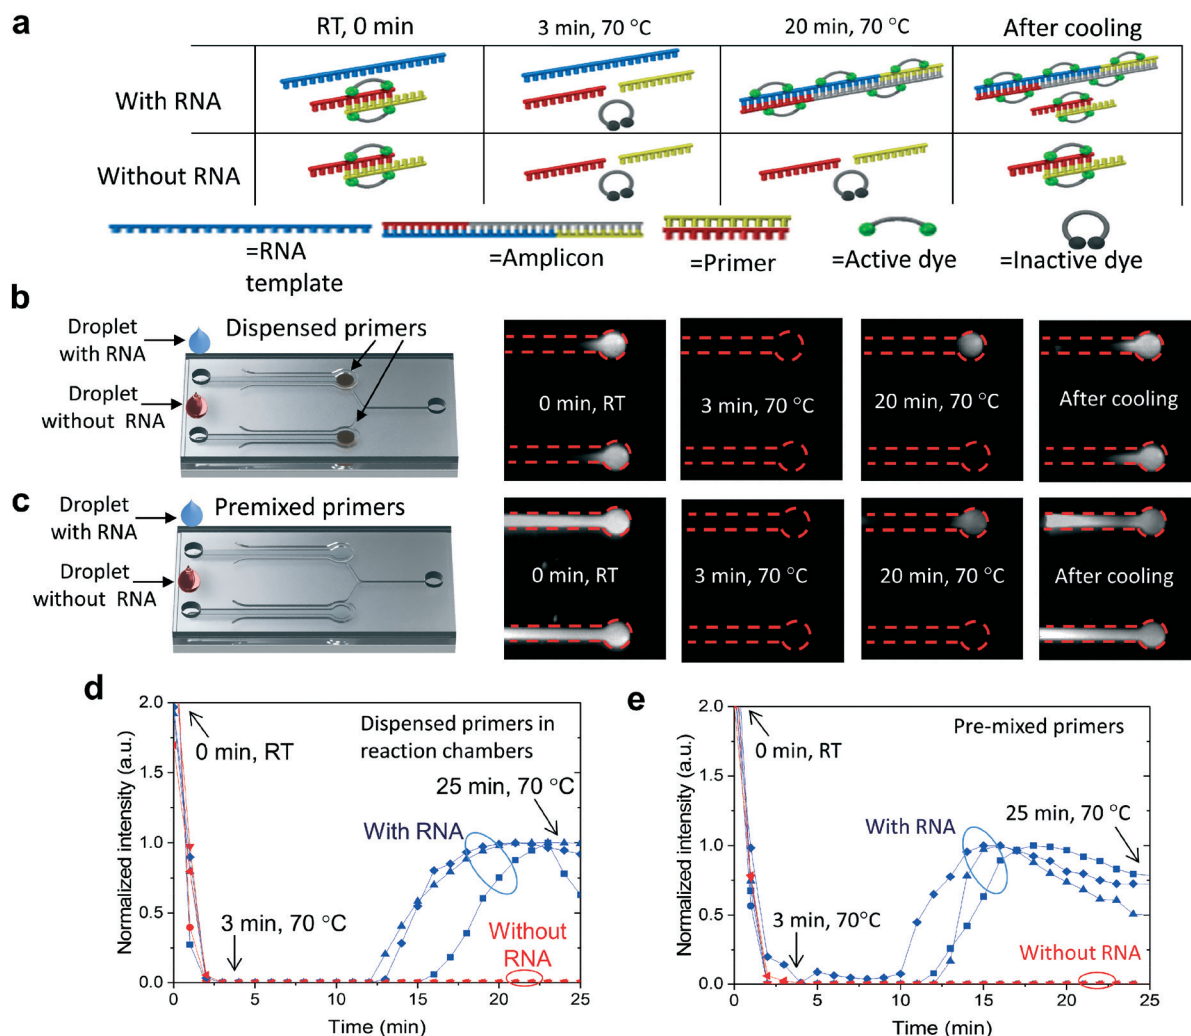 a
RT, 0 min
3 min, 70 °C
20 min, 70 °C
After cooling
With RNA
Without RNA
=RNA
template
=Amplicon
=Primer
=Active dye
=Inactive dye
b
Droplet
with RNA
Dispensed primers
Droplet
without RNA
0 min, RT
3 min, 70 °C
20 min, 70 °C
After cooling
c
Droplet
with RNA
Premixed primers
Droplet
without RNA
0 min, RT
3 min, 70 °C
20 min, 70 °C
After cooling
d
Normalized intensity (a.u.)
2.0
1.5
1.0
0.5
0.0
0 min, RT
Dispensed primers in
reaction chambers
25 min, 70 °C
With RNA
3 min, 70 °C
Without
RNA
0
5
10
15
20
25
Time (min)
e
Normalized intensity (a.u.)
2.0
1.5
1.0
0.5
0.0
0 min, RT
Pre-mixed primers
With RNA
25 min, 70 °C
3 min, 70°C
Without RNA
0
5
10
15
20
25
Time (min)